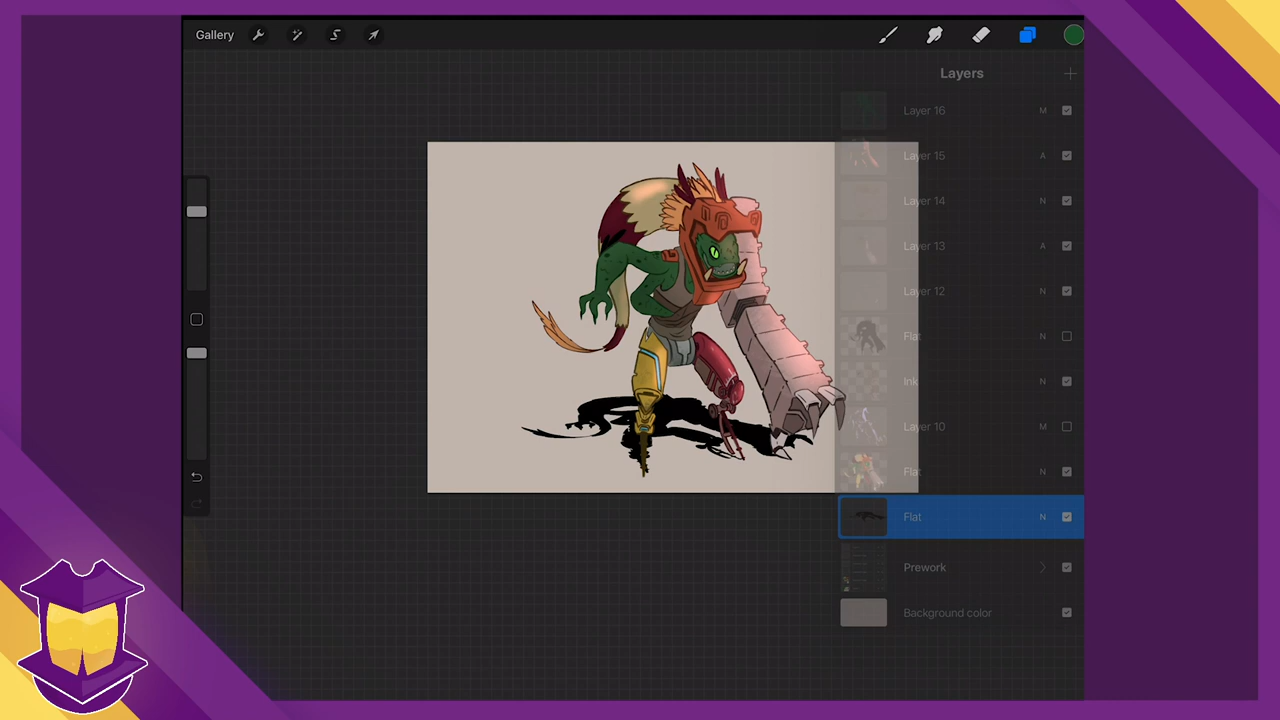 Gallery
Layers
Layer 16 M
Layer 15 A
Layer 14 N
Layer 13 A
Layer 12 N
Flat N
Ink N
Layer 10 M
Flat N
Flat N
Prework
Background color